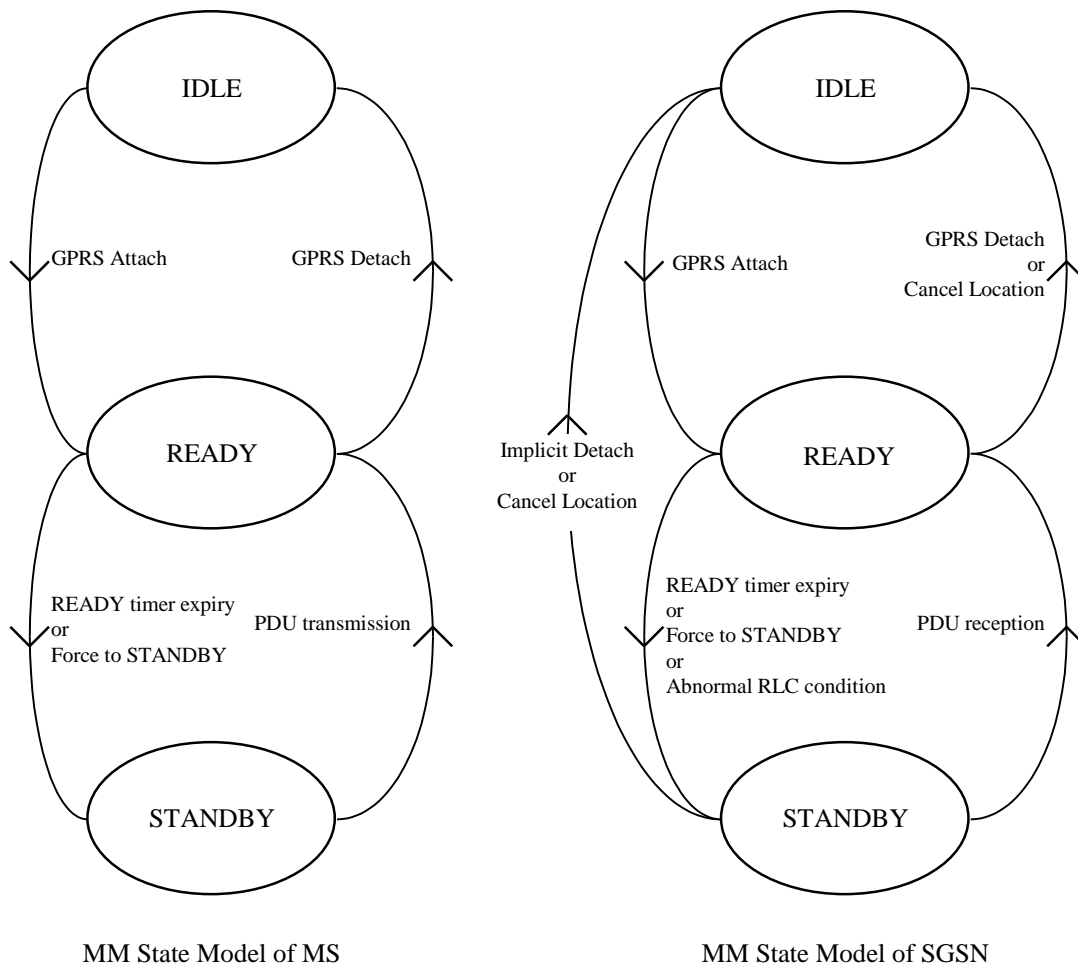 IDLE
GPRS Attach
GPRS Detach
READY
READY timer expiry
or
Force to STANDBY
PDU transmission
STANDBY
MM State Model of MS
IDLE
GPRS Attach
GPRS Detach
or
Cancel Location
Implicit Detach
or
Cancel Location
READY
READY timer expiry
or
Force to STANDBY
or
Abnormal RLC condition
PDU reception
STANDBY
MM State Model of SGSN